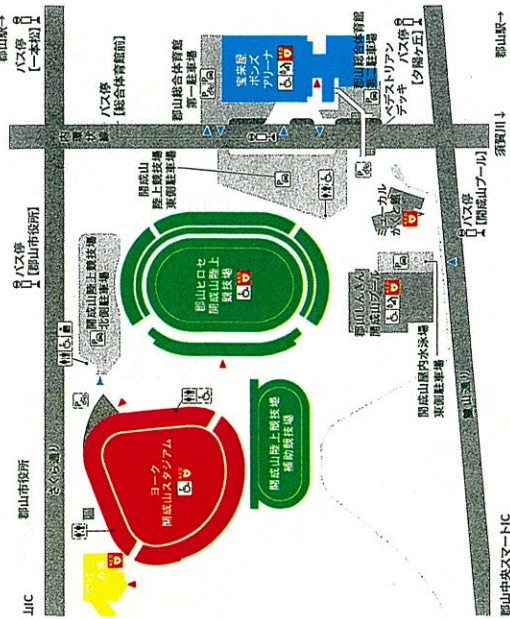 郡山駅→
バス停
[一本松]
バス停
[総合体育館前]
バス停
[郡山市役所]
郡山市役所
山IC
さくら通り
内環状線
郡山総合体育館
第一駐車場
宝来屋
ボンズ
アリーナ
郡山総合体育館
第二駐車場
ペデストリアン
デッキ
バス停
[夕陽ヶ丘]
郡山駅→
須賀川↓
開成山
陸上競技場
東側駐車場
開成山陸上競技場
北側駐車場
郡山ヒロセ
開成山陸上
競技場
ヨーク
開成山スタジアム
開成山陸上競技場
補助競技場
ミューカル
がくと館
郡山しんきん
開成山プール
バス停
[開成山プール]
開成山屋内水泳場
東側駐車場
郡山中央スマートIC